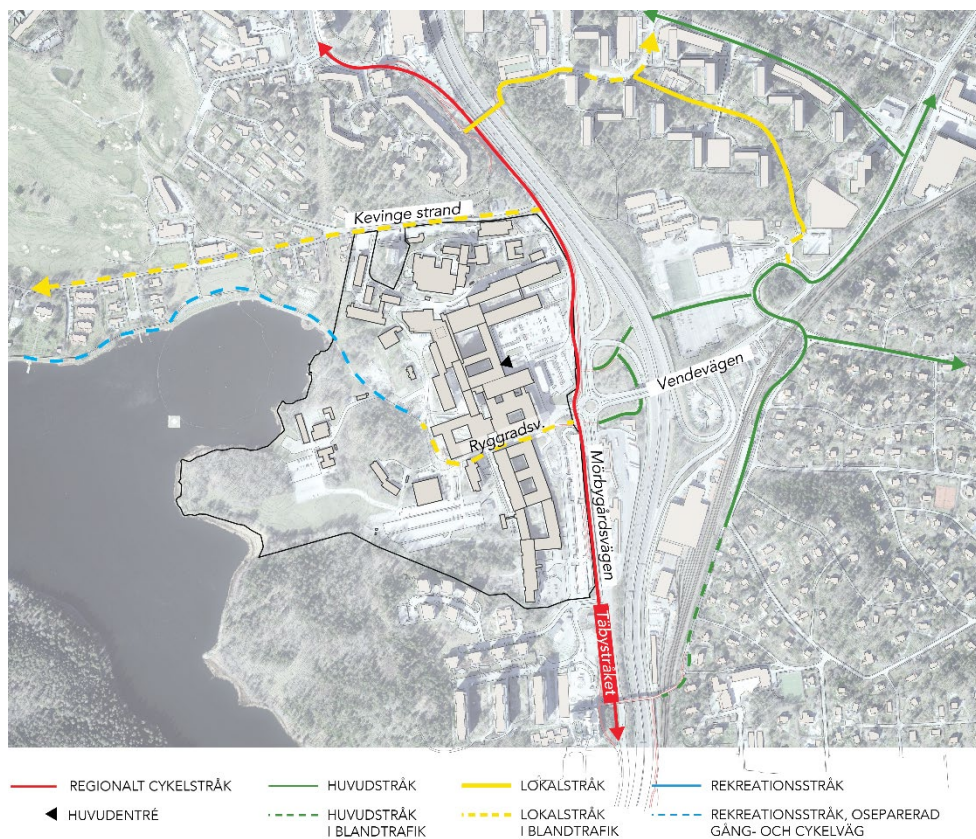 Kevinge strand
Vendevägen
Ryggradsv.
Mörbygårdsvägen
Täbystråket
REGIONALT CYKELSTRÅK
HUVUDSTRÅK
LOKALSTRÅK
REKREATIONSSTRÅK
HUVUDENTRÉ
HUVUDSTRÅK
I BLANDTRAFIK
LOKALSTRÅK
I BLANDTRAFIK
REKREATIONSSTRÅK, OSEPARERAD
GÅNG- OCH CYKELVÄG